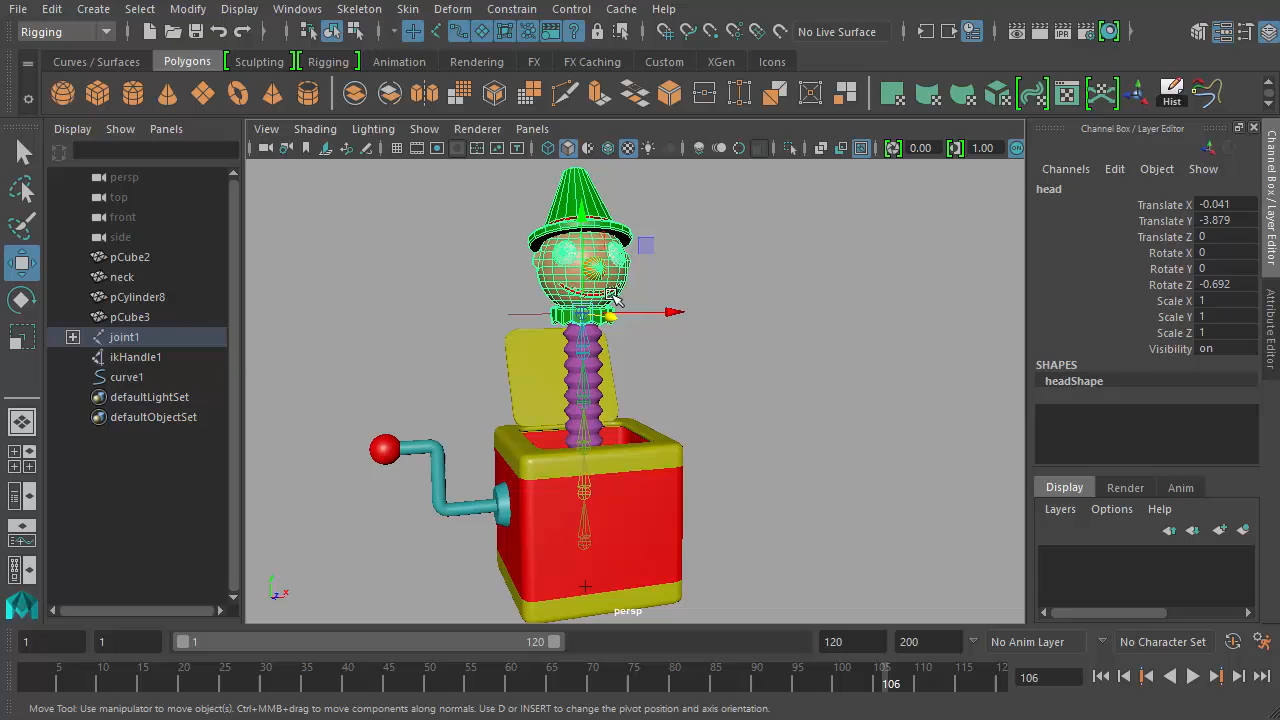 File Edit Create Select Modify Display Windows Skeleton Skin Deform Constrain Control Cache Help
Rigging No Live Surface
Curves / Surfaces Polygons Sculpting Rigging Animation Rendering FX FX Caching Custom XGen Icons
Hist
Display Show Panels
View Shading Lighting Show Renderer Panels
0.00 1.00
persp
top
front
side
pCube2
neck
pCylinder8
pCube3
joint1
ikHandle1
curve1
defaultLightSet
defaultObjectSet
persp
Channel Box / Layer Editor
Channels Edit Object Show
head
Translate X -0.041
Translate Y -3.879
Translate Z 0
Rotate X 0
Rotate Y 0
Rotate Z -0.692
Scale X 1
Scale Y 1
Scale Z 1
Visibility on
SHAPES
headShape
Display Render Anim
Layers Options Help
Channel Box / Layer Editor
Attribute Editor
1 1 1 120 120 200 No Anim Layer No Character Set
5 10 15 20 25 30 35 40 45 50 55 60 65 70 75 80 85 90 95 100 105 110 115 12
106 106
Move Tool: Use manipulator to move object(s). Ctrl+MMB+drag to move components along normals. Use D or INSERT to change the pivot position and axis orientation.